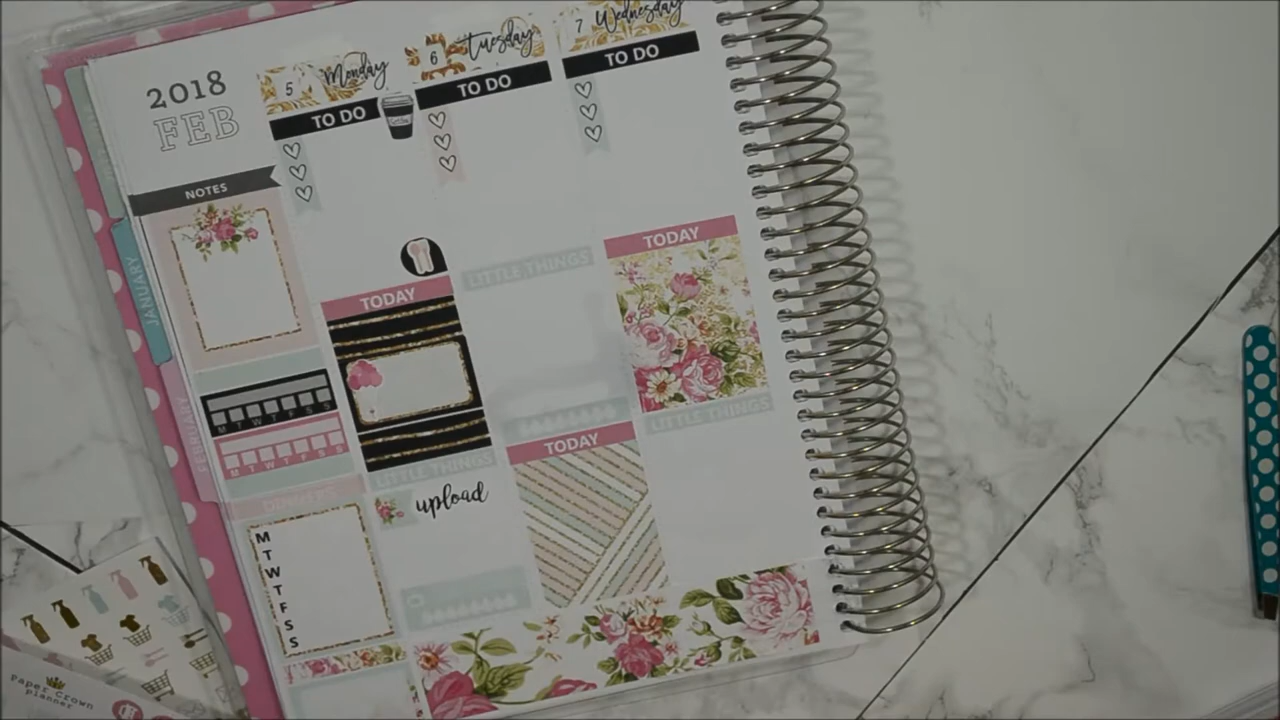 2018
FEB
5 Monday
6 Tuesday
7 Wednesday
TO DO
TO DO
TO DO
NOTES
JANUARY
FEBRUARY
TODAY
LITTLE THINGS
TODAY
M T W T F S S
M T W T F S S
LITTLE THINGS
upload
TODAY
LITTLE THINGS
M
T
W
T
F
S
S
Paper Crown
Planner